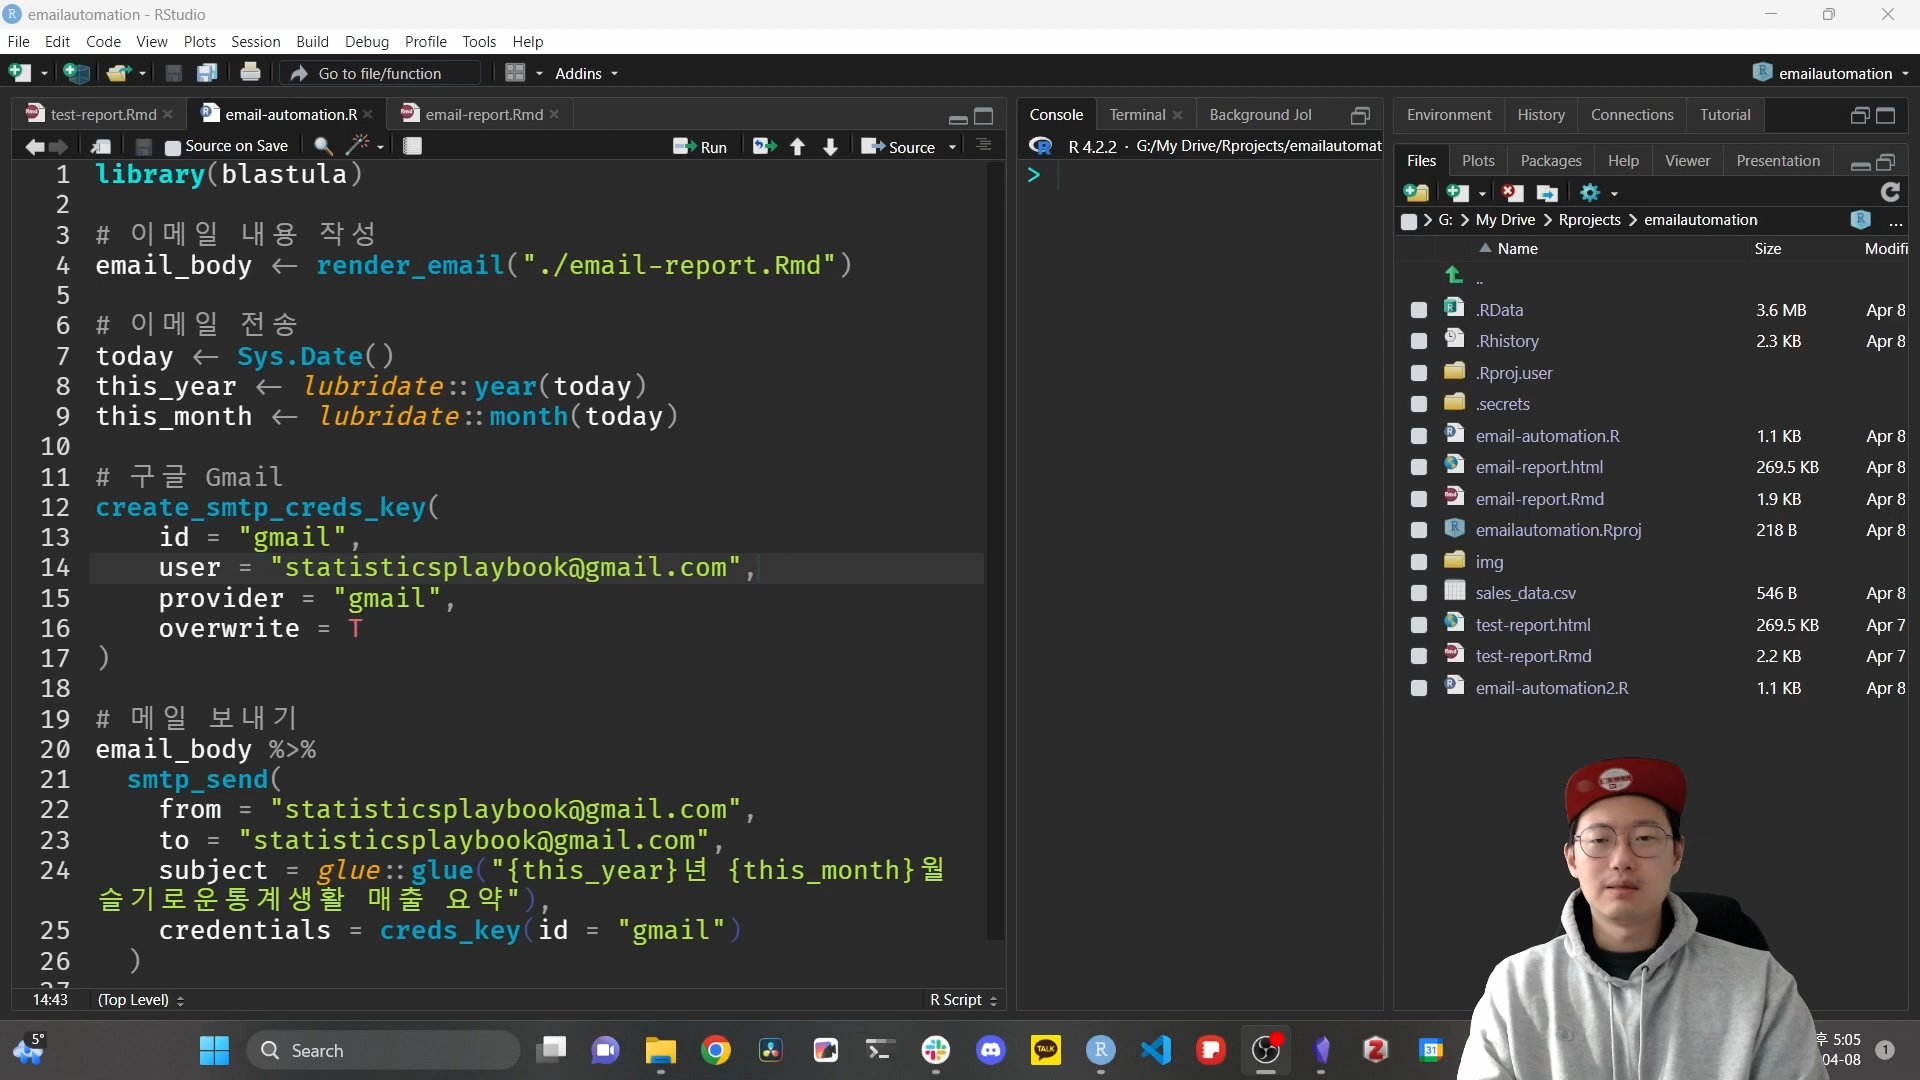 emailautomation - RStudio
File Edit Code View Plots Session Build Debug Profile Tools Help
Go to file/function Addins emailautomation
test-report.Rmd email-automation.R email-report.Rmd
Source on Save Run Source
1 library(blastula)
2
3 # 이메일 내용 작성
4 email_body <- render_email("./email-report.Rmd")
5
6 # 이메일 전송
7 today <- Sys.Date()
8 this_year <- lubridate::year(today)
9 this_month <- lubridate::month(today)
10
11 # 구글 Gmail
12 create_smtp_creds_key(
13 id = "gmail",
14 user = "statisticsplaybook@gmail.com",
15 provider = "gmail",
16 overwrite = T
17 )
18
19 # 메일 보내기
20 email_body %>%
21 smtp_send(
22 from = "statisticsplaybook@gmail.com",
23 to = "statisticsplaybook@gmail.com",
24 subject = glue::glue("{this_year}년 {this_month}월
슬기로운통계생활 매출 요약"),
25 credentials = creds_key(id = "gmail")
26 )
14:43 (Top Level) R Script
Console Terminal Background Jol
R 4.2.2 · G:/My Drive/Rprojects/emailautomat
>
Environment History Connections Tutorial
Files Plots Packages Help Viewer Presentation
G: My Drive Rprojects emailautomation ...
Name Size Modifi
..
.RData 3.6 MB Apr 8
.Rhistory 2.3 KB Apr 8
.Rproj.user
.secrets
email-automation.R 1.1 KB Apr 8
email-report.html 269.5 KB Apr 8
email-report.Rmd 1.9 KB Apr 8
emailautomation.Rproj 218 B Apr 8
img
sales_data.csv 546 B Apr 8
test-report.html 269.5 KB Apr 7
test-report.Rmd 2.2 KB Apr 7
email-automation2.R 1.1 KB Apr 8
5°
Search
TALK
31
후 5:05
04-08
1